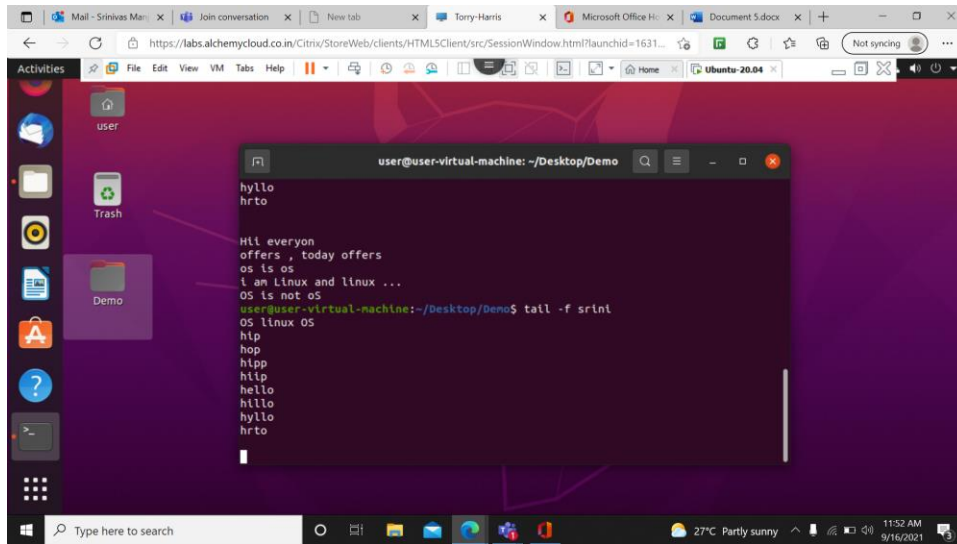 Mail - Srinivas Man
Join conversation
New tab
Torry-Harris
Microsoft Office Ho
Document 5.docx
https://labs.alchemycloud.co.in/Citrix/StoreWeb/clients/HTML5Client/src/SessionWindow.html?launchid=1631...
Not syncing
Activities
File Edit View VM Tabs Help
Home
Ubuntu-20.04
user
Trash
Demo
user@user-virtual-machine: ~/Desktop/Demo
hyllo
hrto
Hii everyon
offers , today offers
os is os
i am Linux and linux ...
OS is not oS
user@user-virtual-machine:~/Desktop/Demo$ tail -f srini
OS linux OS
hip
hop
hipp
hiip
hello
hillo
hyllo
hrto
Type here to search
27°C Partly sunny
11:52 AM
9/16/2021